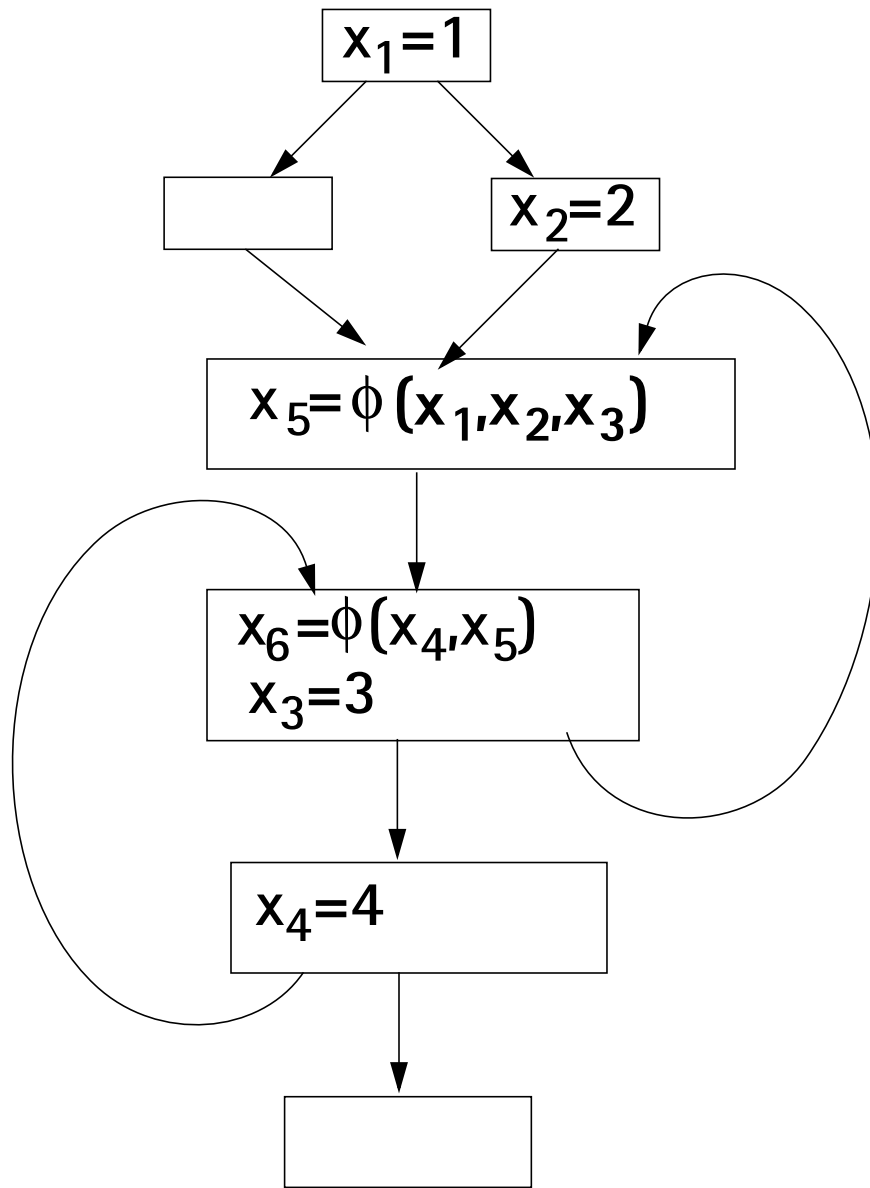 x₁=1
x₂=2
x₅=ϕ(x₁,x₂,x₃)
x₆=ϕ(x₄,x₅)
x₃=3
x₄=4